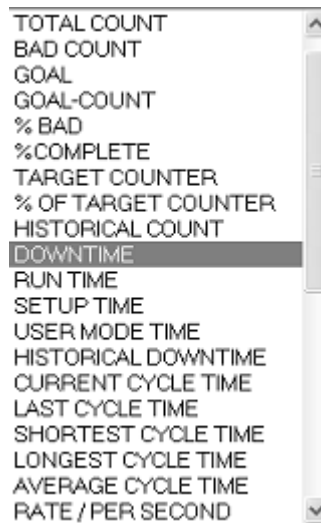 TOTAL COUNT
BAD COUNT
GOAL
GOAL-COUNT
% BAD
%COMPLETE
TARGET COUNTER
% OF TARGET COUNTER
HISTORICAL COUNT
DOWNTIME
RUN TIME
SETUP TIME
USER MODE TIME
HISTORICAL DOWNTIME
CURRENT CYCLE TIME
LAST CYCLE TIME
SHORTEST CYCLE TIME
LONGEST CYCLE TIME
AVERAGE CYCLE TIME
RATE / PER SECOND